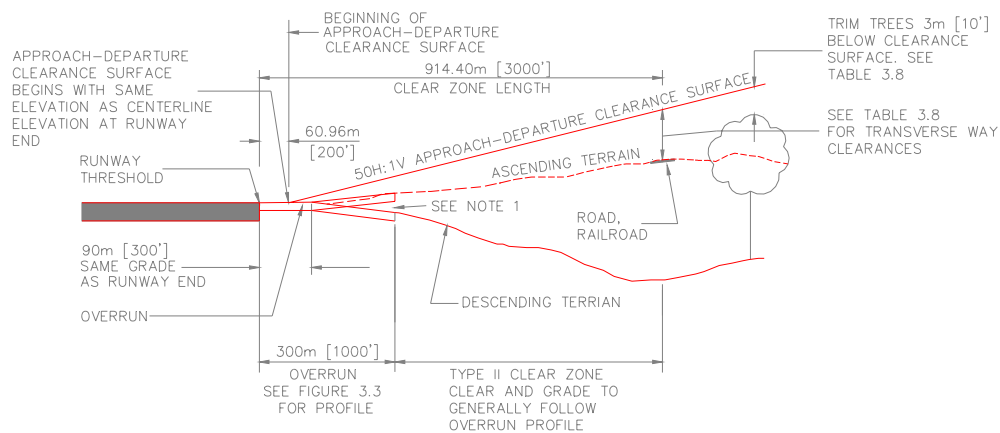 BEGINNING OF
APPROACH-DEPARTURE
CLEARANCE SURFACE
TRIM TREES 3m [10']
BELOW CLEARANCE
SURFACE. SEE
TABLE 3.8
APPROACH-DEPARTURE
CLEARANCE SURFACE
BEGINS WITH SAME
ELEVATION AS CENTERLINE
ELEVATION AT RUNWAY
END
914.40m [3000']
CLEAR ZONE LENGTH
60.96m
[200']
50H:1V APPROACH-DEPARTURE CLEARANCE SURFACE
SEE TABLE 3.8
FOR TRANSVERSE WAY
CLEARANCES
ASCENDING TERRAIN
RUNWAY
THRESHOLD
SEE NOTE 1
ROAD,
RAILROAD
90m [300']
SAME GRADE
AS RUNWAY END
DESCENDING TERRIAN
OVERRUN
300m [1000']
OVERRUN
SEE FIGURE 3.3
FOR PROFILE
TYPE II CLEAR ZONE
CLEAR AND GRADE TO
GENERALLY FOLLOW
OVERRUN PROFILE